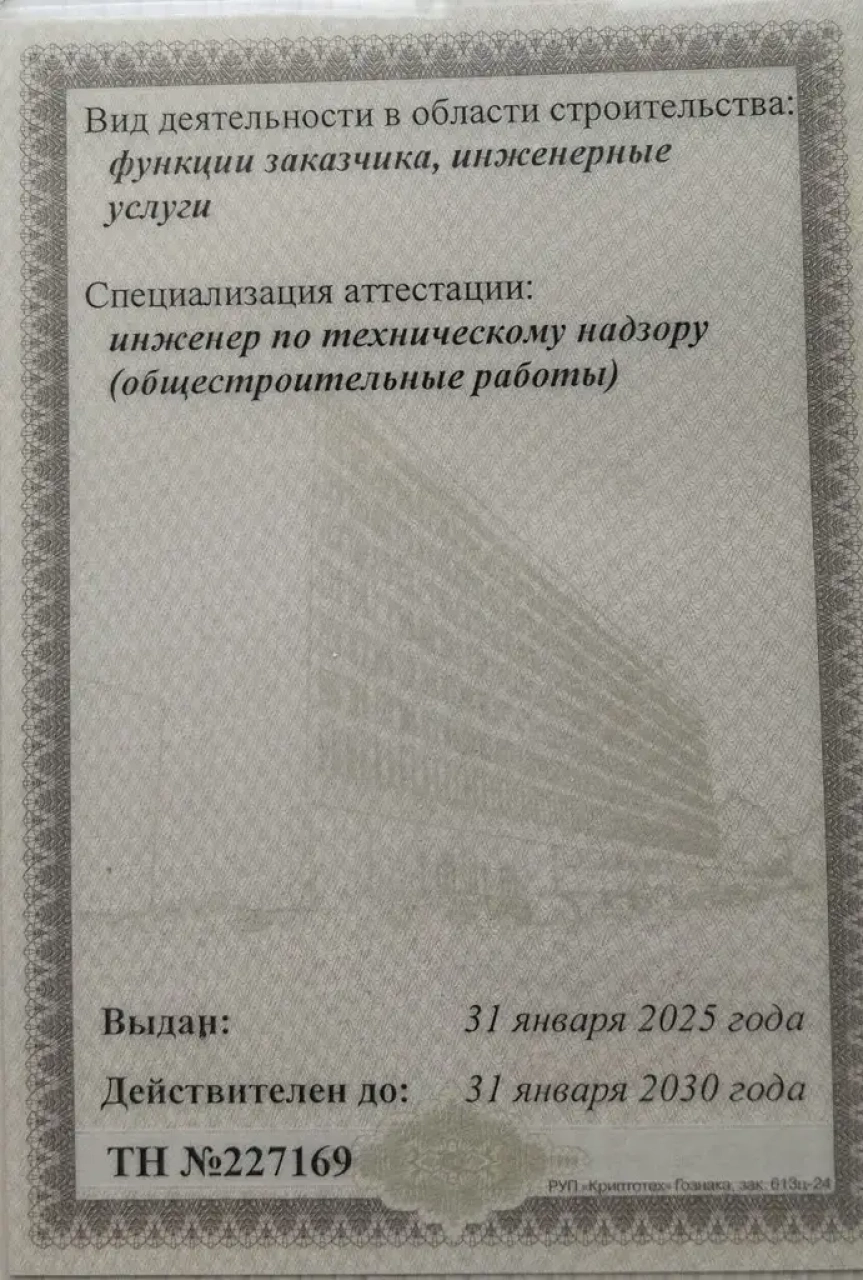 Вид деятельности в области строительства:
функции заказчика, инженерные
услуги
Специализация аттестации:
инженер по техническому надзору
(общестроительные работы)
Выдан:
31 января 2025 года
Действителен до:
31 января 2030 года
ТН №227169
РУП «Криптотех» Гознака, зак. 613ц-24